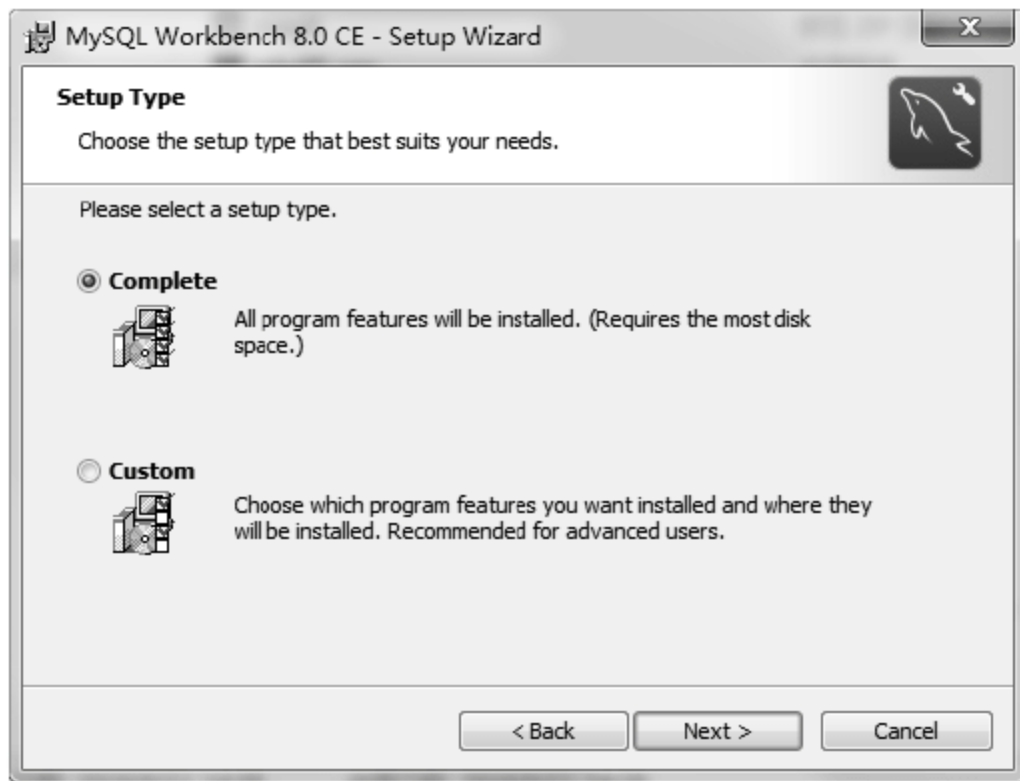 MySQL Workbench 8.0 CE - Setup Wizard
Setup Type
Choose the setup type that best suits your needs.
Please select a setup type.
Complete
All program features will be installed. (Requires the most disk
space.)
Custom
Choose which program features you want installed and where they
will be installed. Recommended for advanced users.
< Back
Next >
Cancel